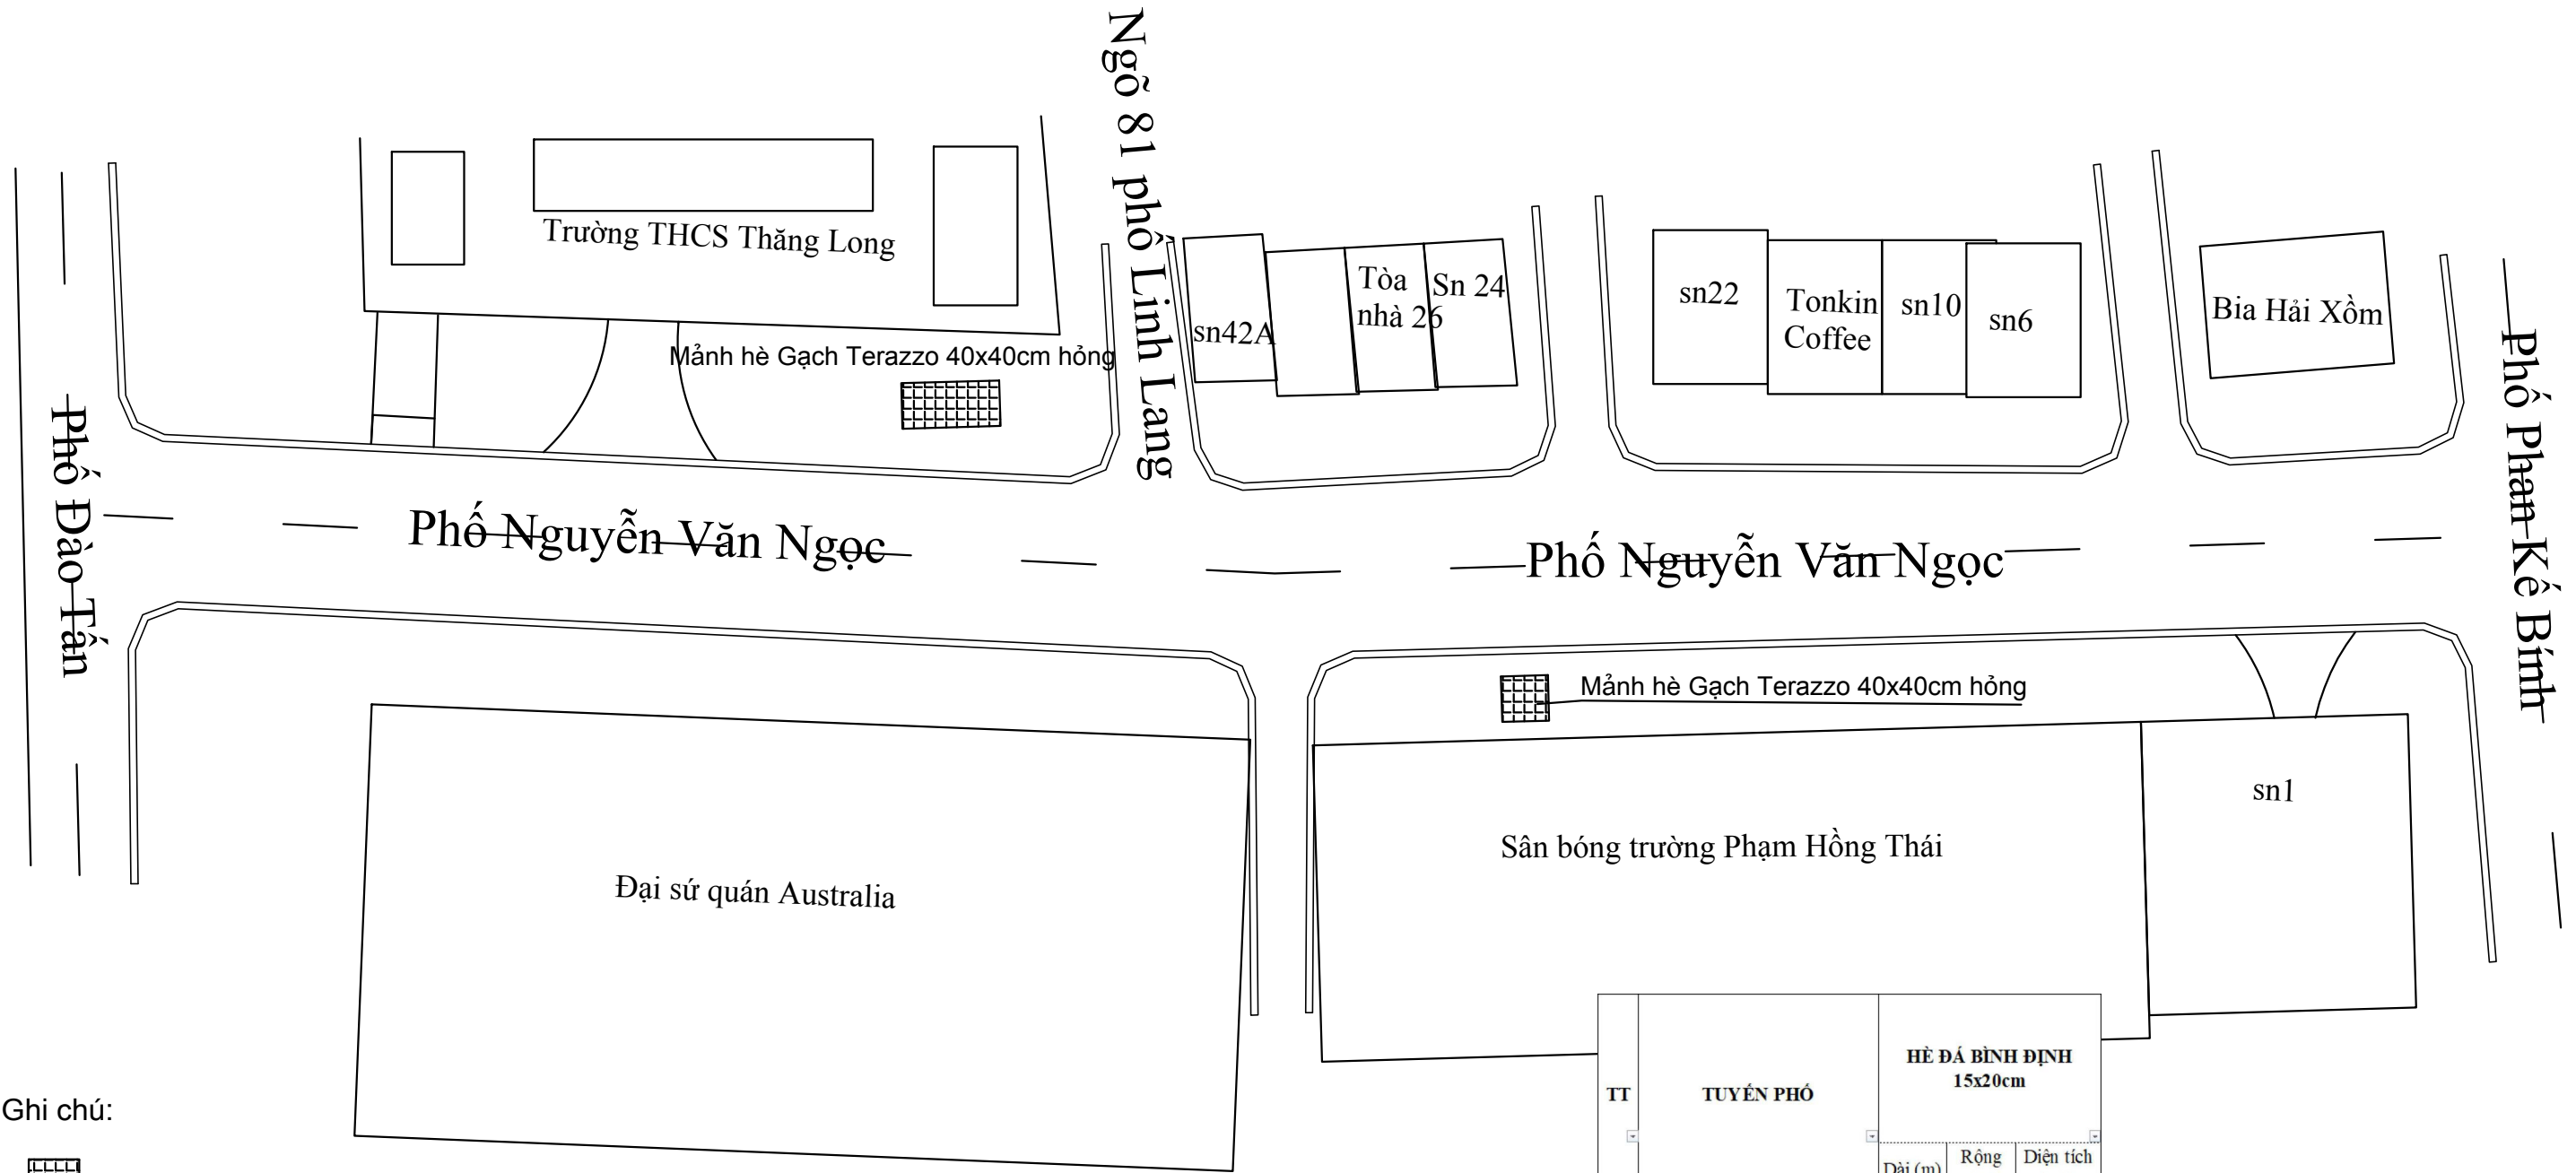 Ngõ 81 phố Linh Lang
Trường THCS Thăng Long
Mảnh hè Gạch Terazzo 40x40cm hỏng
sn42A
Tòa
nhà 26
Sn 24
sn22
Tonkin
Coffee
sn10
sn6
Bia Hải Xồm
Phố Đào Tấn
Phố Nguyễn Văn Ngọc
Phố Nguyễn Văn Ngọc
Phố Phan Kế Bính
Mảnh hè Gạch Terazzo 40x40cm hỏng
Đại sứ quán Australia
Sân bóng trường Phạm Hồng Thái
sn1
Ghi chú:
TT
TUYẾN PHỐ
HÈ ĐÁ BÌNH ĐỊNH
15x20cm
Dài (m)
Rộng
Diện tích